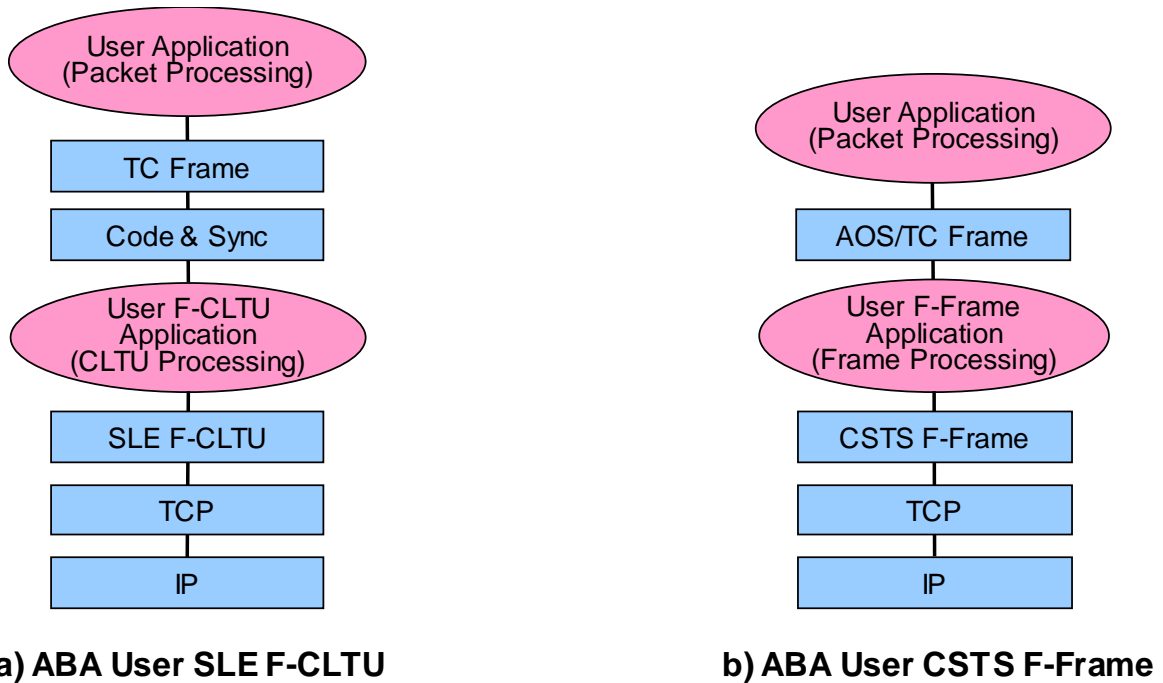 User Application
(Packet Processing)
TC Frame
Code & Sync
User F-CLTU
Application
(CLTU Processing)
SLE F-CLTU
TCP
IP
a) ABA User SLE F-CLTU
User Application
(Packet Processing)
AOS/TC Frame
User F-Frame
Application
(Frame Processing)
CSTS F-Frame
TCP
IP
b) ABA User CSTS F-Frame